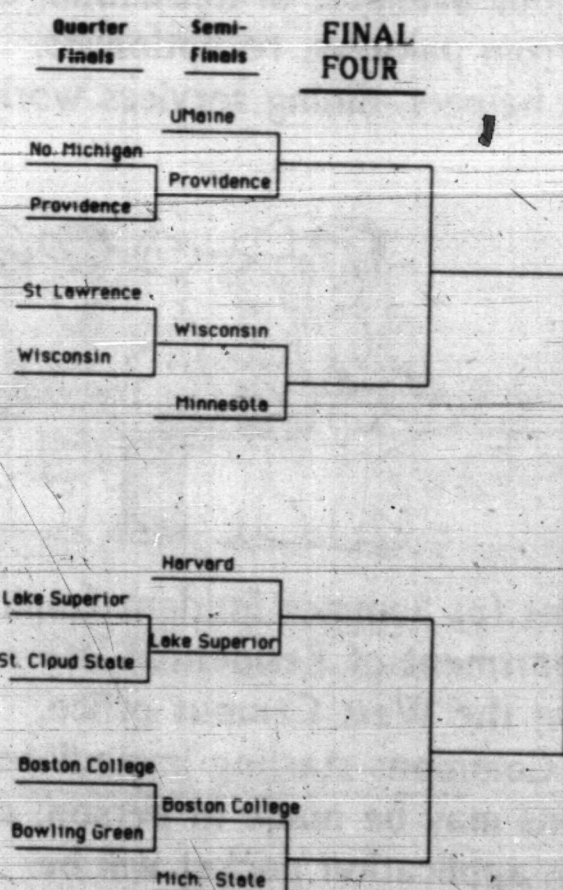 Quarter Finals
Semi-Finals
FINAL
FOUR
UMaine
No. Michigan
Providence
Providence
St. Lawrence
Wisconsin
Wisconsin
Minnesota
Harvard
Lake Superior
Lake Superior
St. Cloud State
Boston College
Boston College
Bowling Green
Mich. State